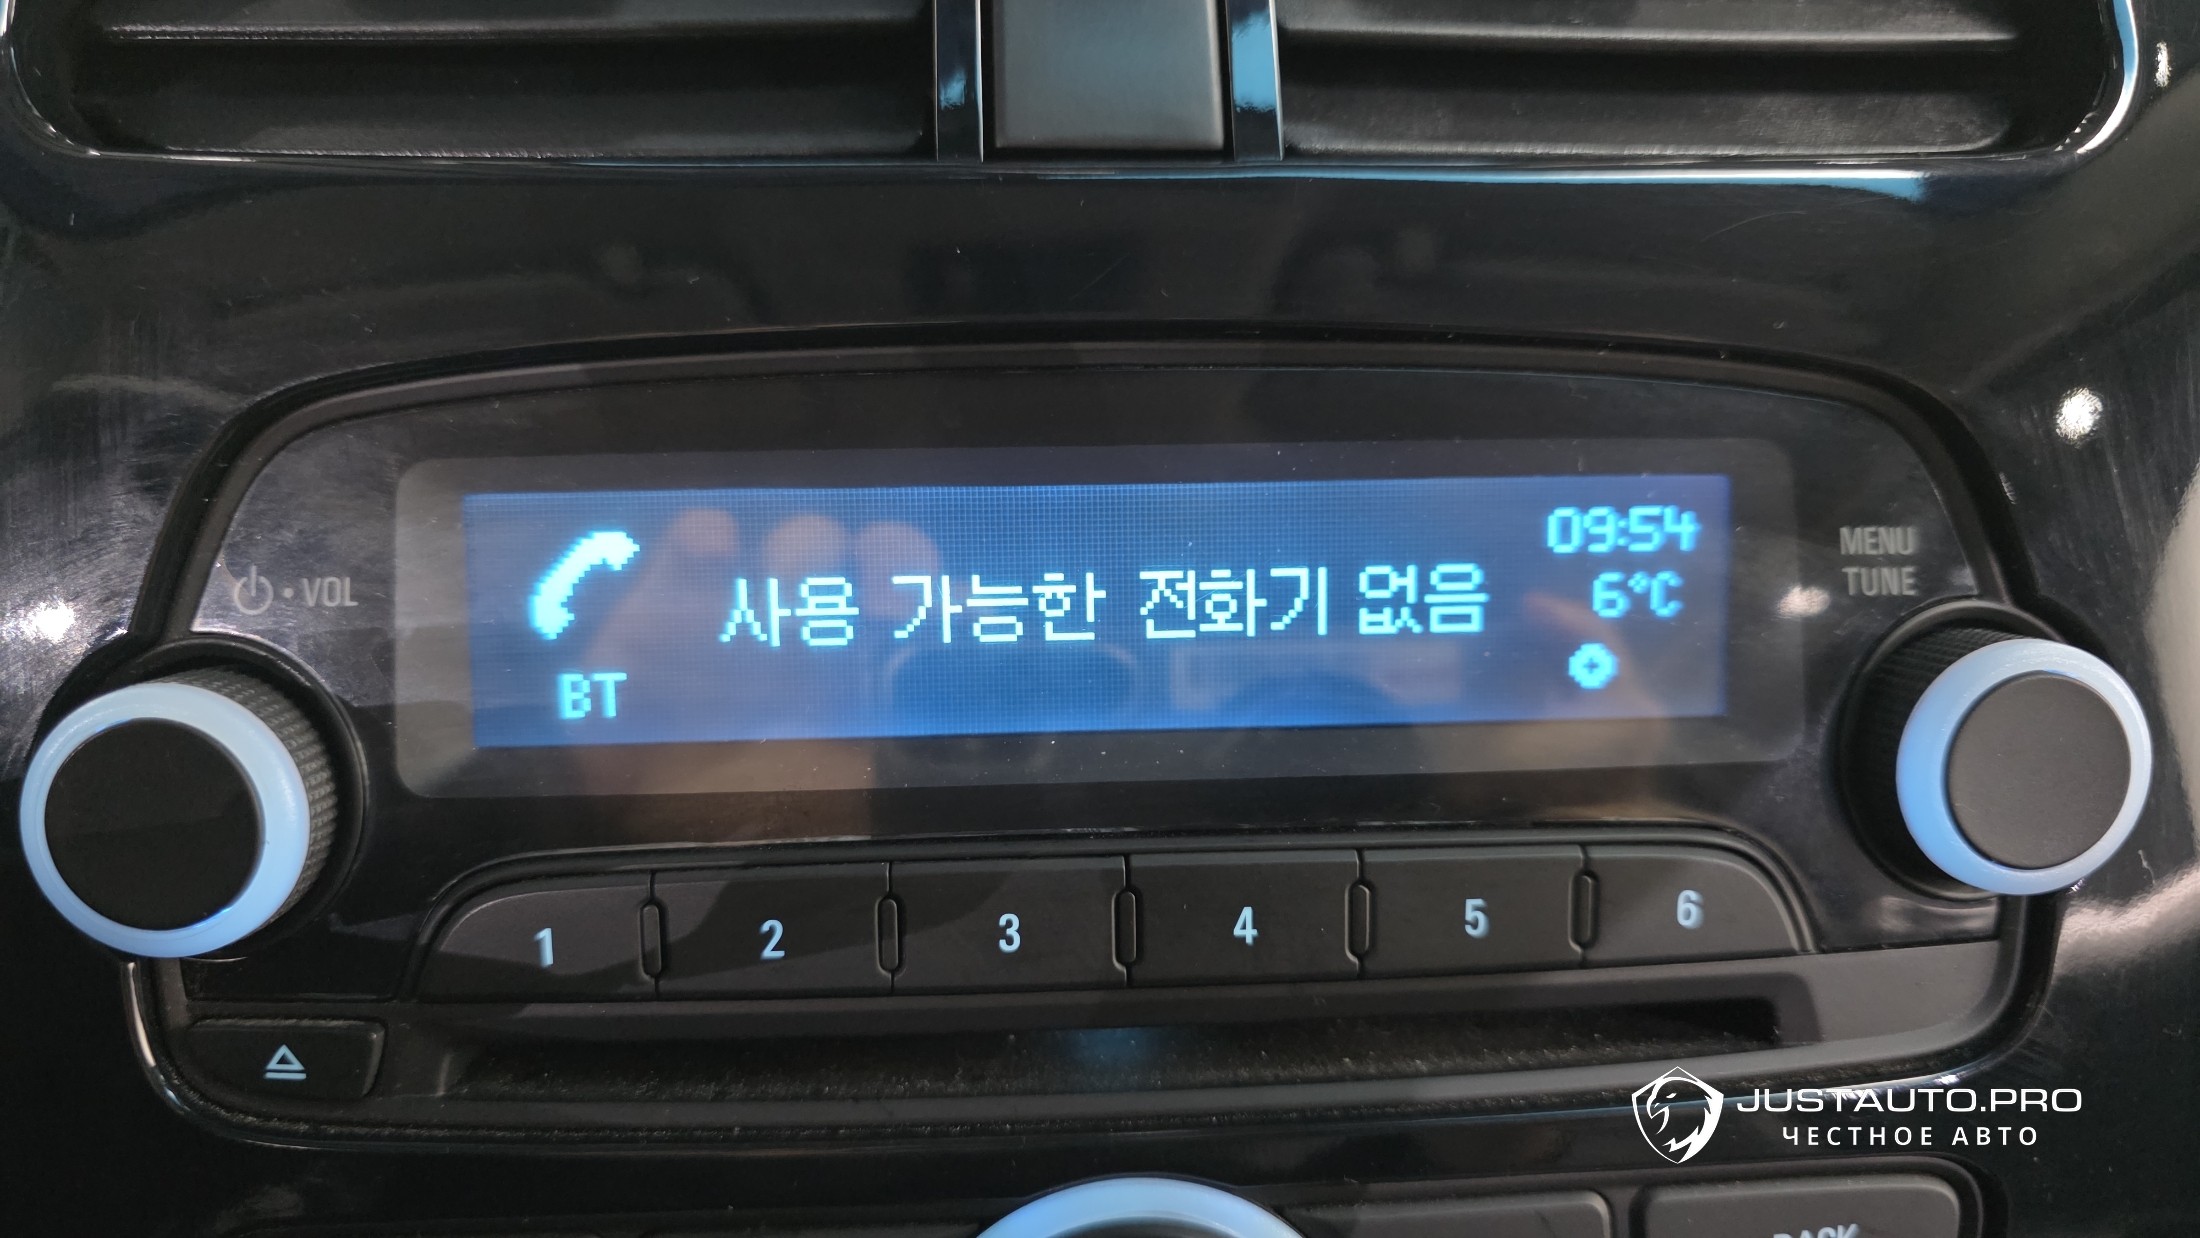 VOL
사용 가능한 전화기 없음
BT
09:54
6°C
MENU
TUNE
1 2 3 4 5 6
JUSTAUTO.PRO
ЧЕСТНОЕ АВТО
BACK